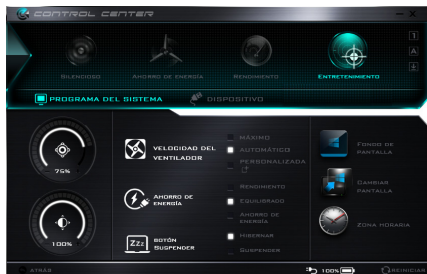 CONTROL CENTER
1
A
SILENCIOSO
AHORRO DE ENERGÍA
RENDIMIENTO
ENTRETENIMIENTO
PROGRAMA DEL SISTEMA
DISPOSITIVO
75%
100%
VELOCIDAD DEL
VENTILADOR
MÁXIMO
AUTOMÁTICO
PERSONALIZADA
AHORRO DE
ENERGÍA
RENDIMIENTO
EQUILIBRADO
AHORRO DE
ENERGÍA
ZZZ
BOTÓN
SUSPENDER
HIBERNAR
SUSPENDER
FONDO DE
PANTALLA
CAMBIAR
PANTALLA
ZONA HORARIA
ATRÁS
100%
REINICIAR